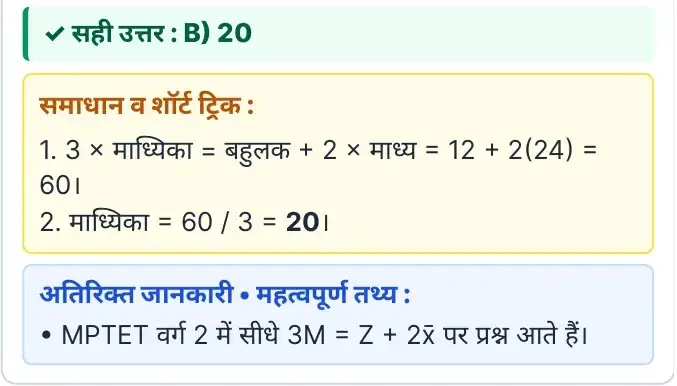 ✓ सही उत्तर : B) 20
समाधान व शॉर्ट ट्रिक :
1. 3 × माध्यिका = बहुलक + 2 × माध्य = 12 + 2(24) =
60।
2. माध्यिका = 60 / 3 = 20।
अतिरिक्त जानकारी • महत्वपूर्ण तथ्य :
• MPTET वर्ग 2 में सीधे 3M = Z + 2x̄ पर प्रश्न आते हैं।